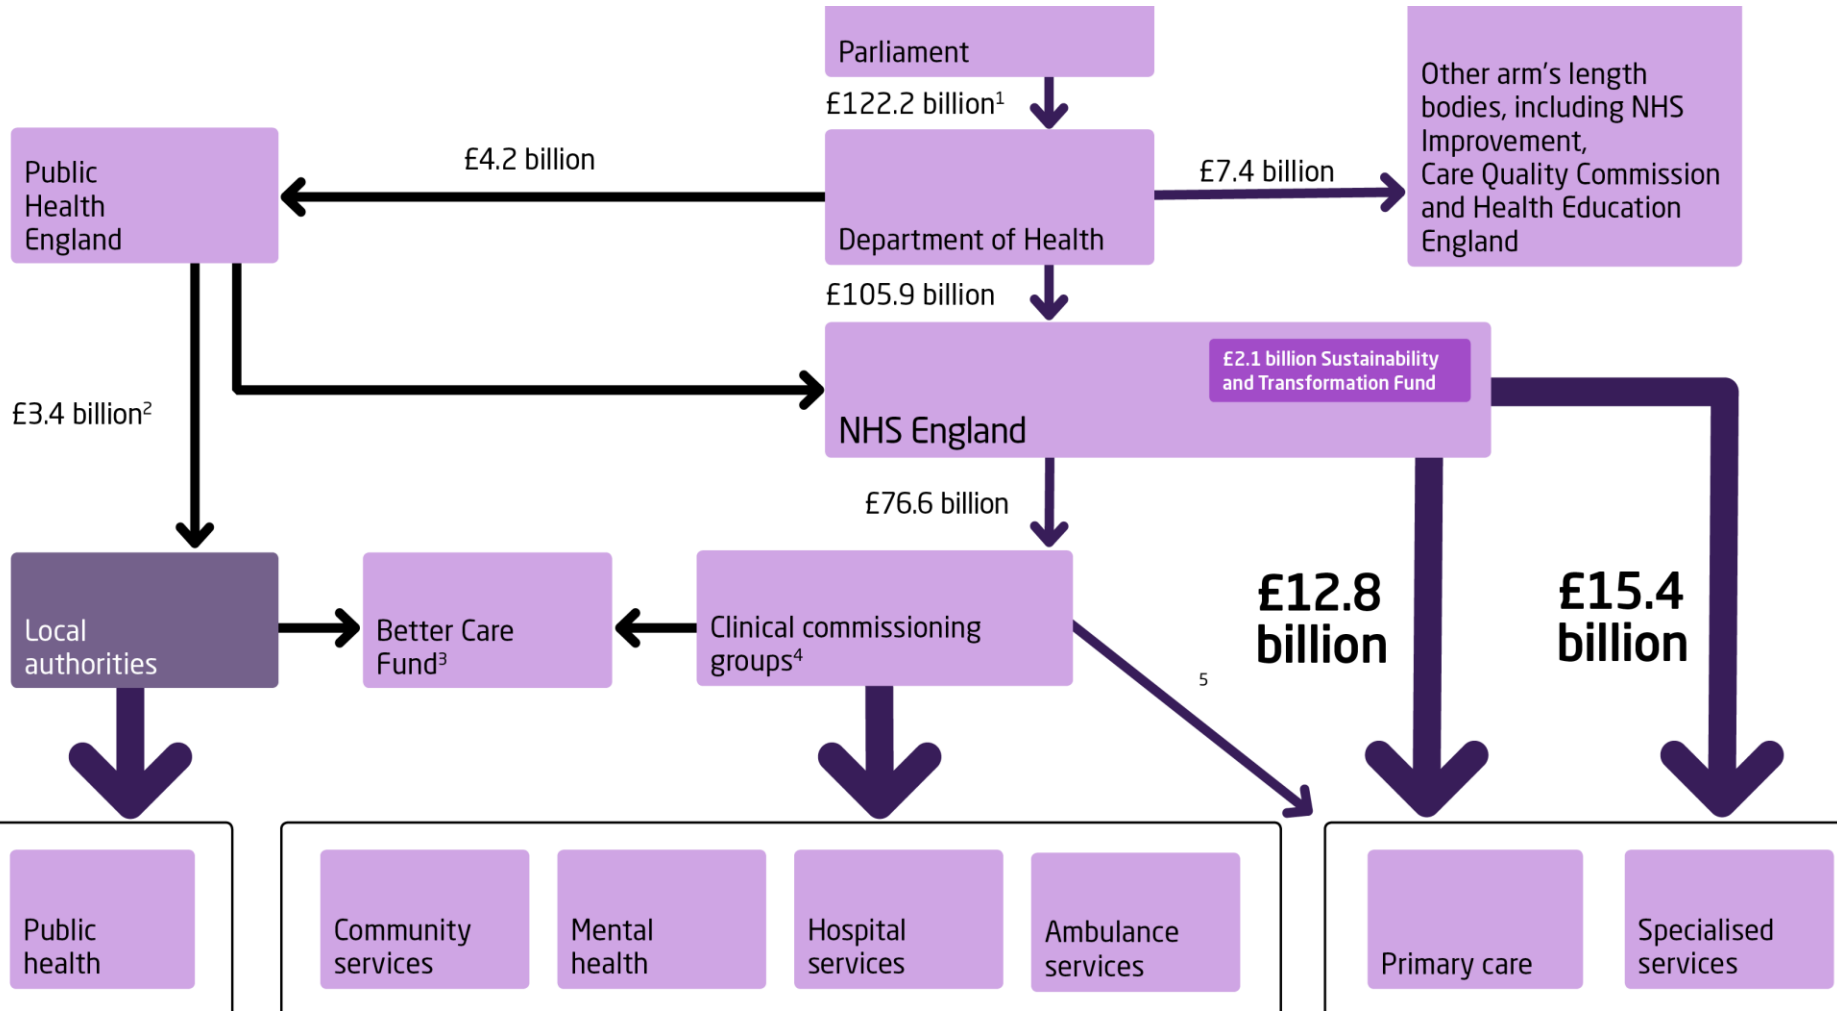 Parliament
£122.2 billion¹
Other arm's length
bodies, including NHS
Improvement,
Care Quality Commission
and Health Education
England
Public
Health
England
£4.2 billion
Department of Health
£7.4 billion
£105.9 billion
£2.1 billion Sustainability
and Transformation Fund
NHS England
£3.4 billion²
£76.6 billion
£12.8
billion
£15.4
billion
Local
authorities
Better Care
Fund³
Clinical commissioning
groups⁴
5
Public
health
Community
services
Mental
health
Hospital
services
Ambulance
services
Primary care
Specialised
services